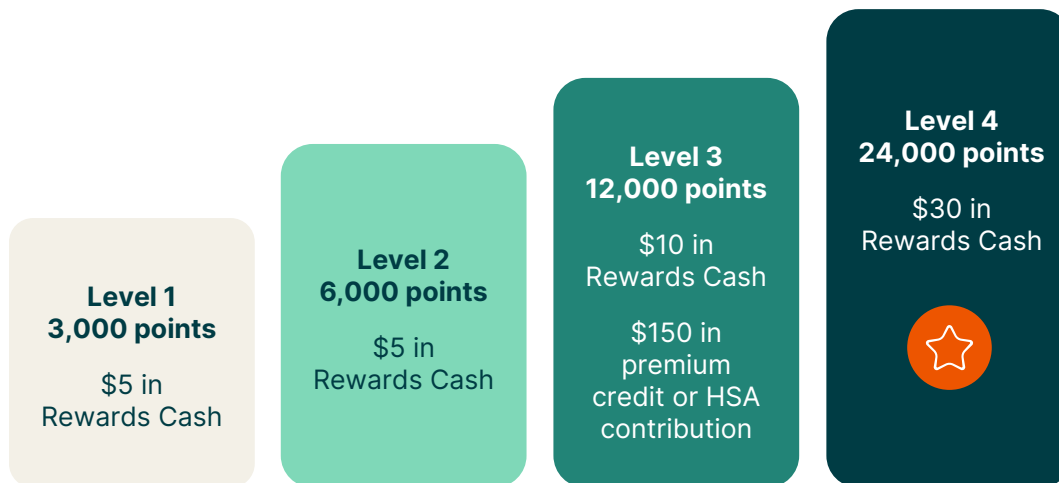 Level 1
3,000 points
$5 in
Rewards Cash
Level 2
6,000 points
$5 in
Rewards Cash
Level 3
12,000 points
$10 in
Rewards Cash
$150 in
premium
credit or HSA
contribution
Level 4
24,000 points
$30 in
Rewards Cash